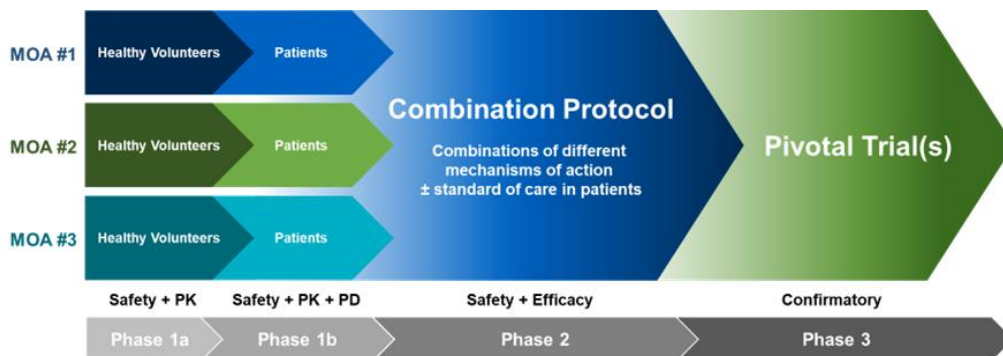 MOA #1
Healthy Volunteers
Patients
MOA #2
Healthy Volunteers
Patients
MOA #3
Healthy Volunteers
Patients
Combination Protocol
Combinations of different
mechanisms of action
± standard of care in patients
Pivotal Trial(s)
Safety + PK
Safety + PK + PD
Safety + Efficacy
Confirmatory
Phase 1a
Phase 1b
Phase 2
Phase 3